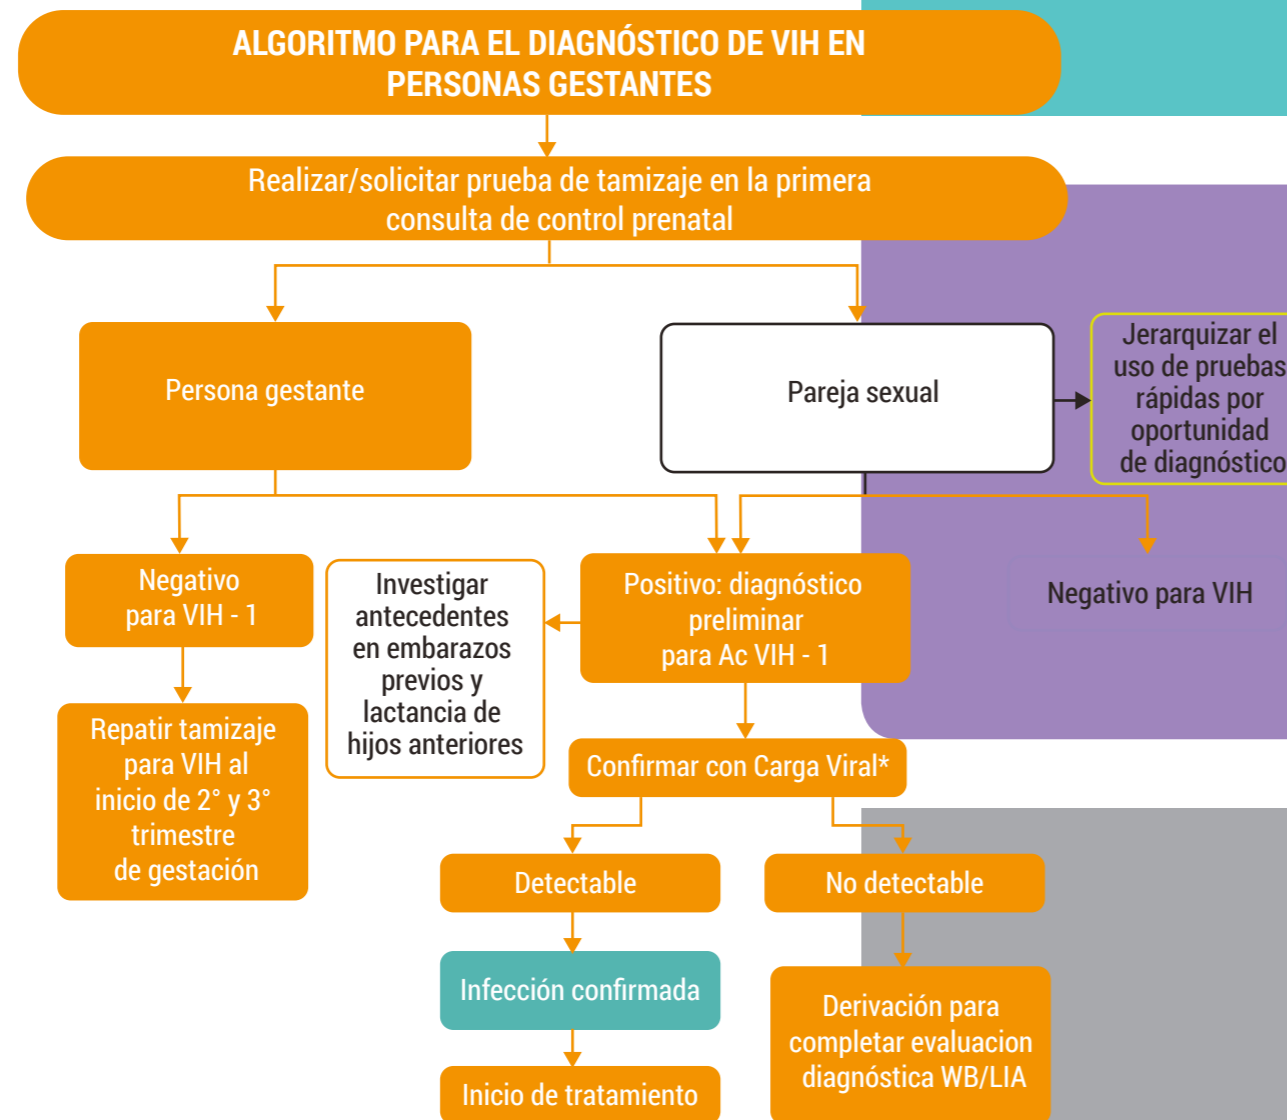 ALGORITMO PARA EL DIAGNÓSTICO DE VIH EN
PERSONAS GESTANTES
Realizar/solicitar prueba de tamizaje en la primera
consulta de control prenatal
Persona gestante
Pareja sexual
Jerarquizar el
uso de pruebas
rápidas por
oportunidad
de diagnóstico
Negativo
para VIH - 1
Repatir tamizaje
para VIH al
inicio de 2° y 3°
trimestre
de gestación
Investigar
antecedentes
en embarazos
previos y
lactancia de
hijos anteriores
Positivo: diagnóstico
preliminar
para Ac VIH - 1
Negativo para VIH
Confirmar con Carga Viral*
Detectable
No detectable
Infección confirmada
Inicio de tratamiento
Derivación para
completar evaluacion
diagnóstica WB/LIA